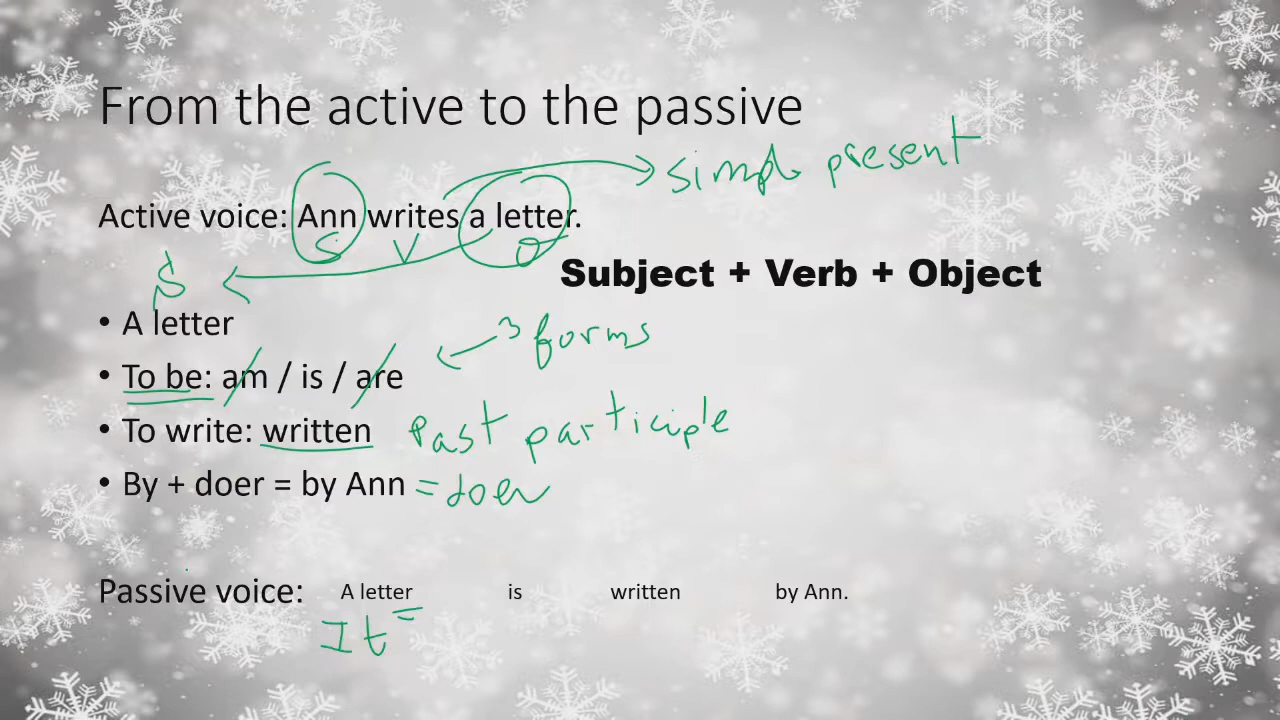 From the active to the passive
simple present
Active voice: Ann writes a letter.
S V O
S
Subject + Verb + Object
• A letter
3 forms
• To be: am / is / are
• To write: written Past participle
• By + doer = by Ann = doer
Passive voice: A letter is written by Ann.
It =